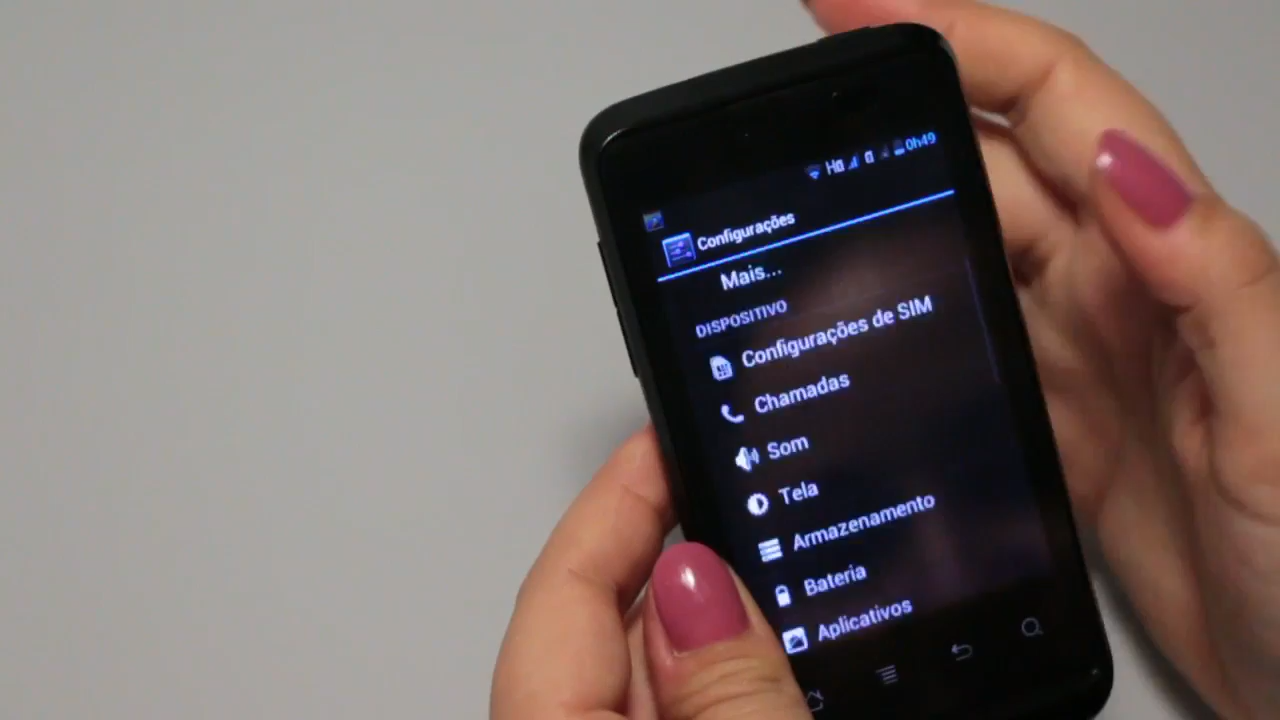 0h49
Configurações
Mais...
DISPOSITIVO
Configurações de SIM
Chamadas
Som
Tela
Armazenamento
Bateria
Aplicativos